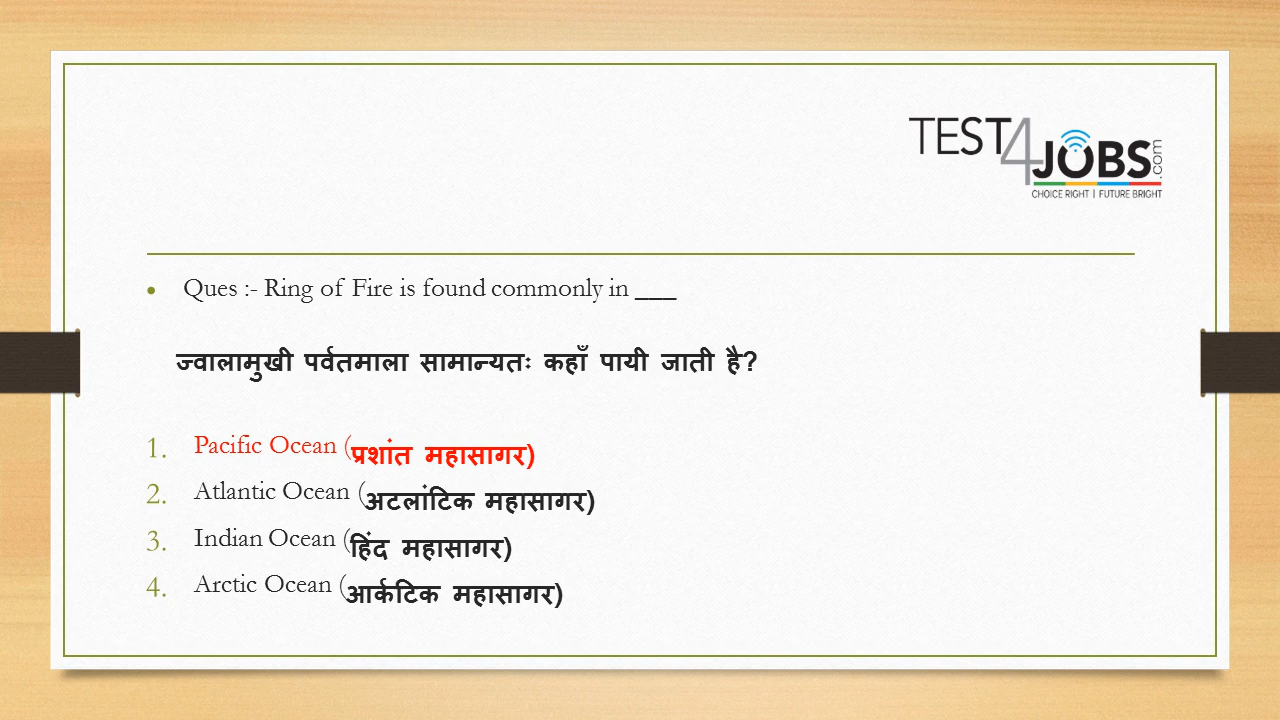 TEST4JOBS.com
CHOICE RIGHT | FUTURE BRIGHT
• Ques :- Ring of Fire is found commonly in ___
ज्वालामुखी पर्वतमाला सामान्यतः कहाँ पायी जाती है?
1. Pacific Ocean (प्रशांत महासागर)
2. Atlantic Ocean (अटलांटिक महासागर)
3. Indian Ocean (हिंद महासागर)
4. Arctic Ocean (आर्कटिक महासागर)